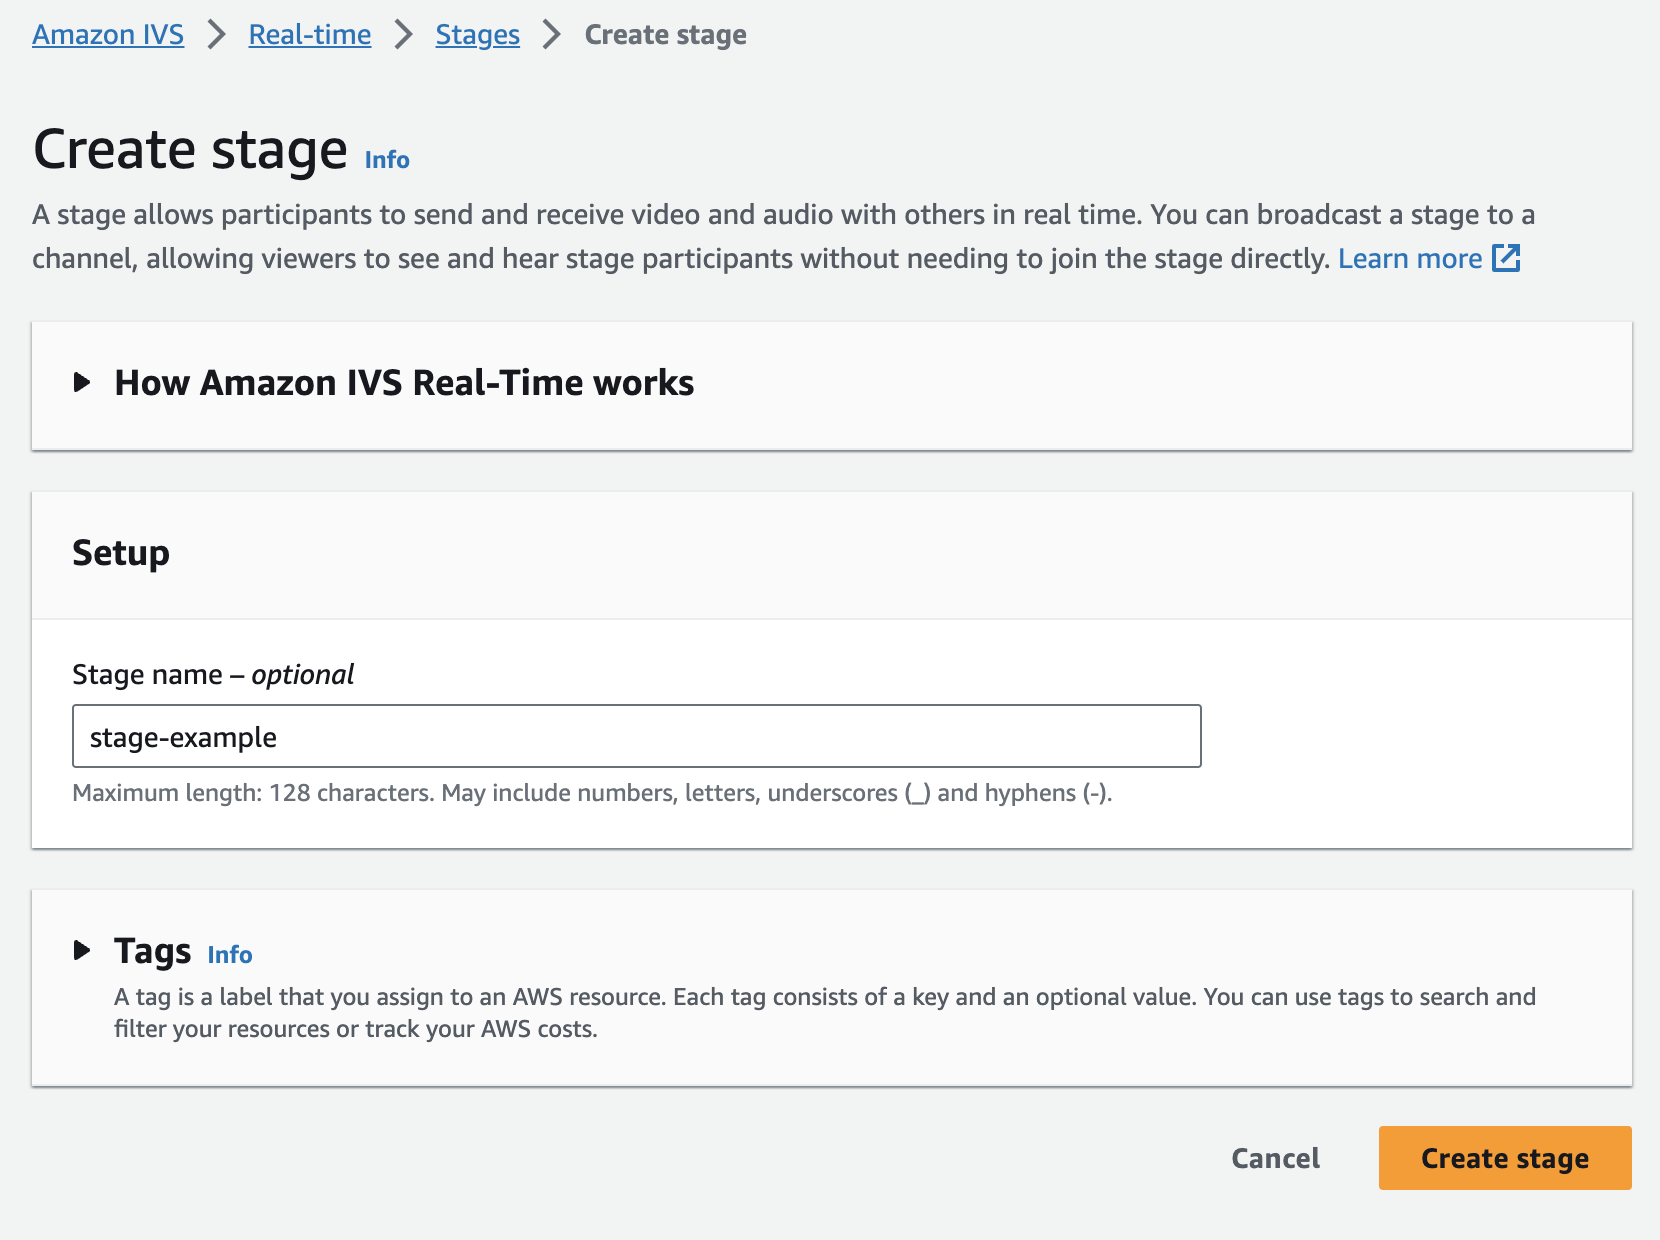 Amazon IVS > Real-time > Stages > Create stage
Create stage Info
A stage allows participants to send and receive video and audio with others in real time. You can broadcast a stage to a
channel, allowing viewers to see and hear stage participants without needing to join the stage directly. Learn more
How Amazon IVS Real-Time works
Setup
Stage name – optional
stage-example
Maximum length: 128 characters. May include numbers, letters, underscores (_) and hyphens (-).
Tags Info
A tag is a label that you assign to an AWS resource. Each tag consists of a key and an optional value. You can use tags to search and
filter your resources or track your AWS costs.
Cancel Create stage